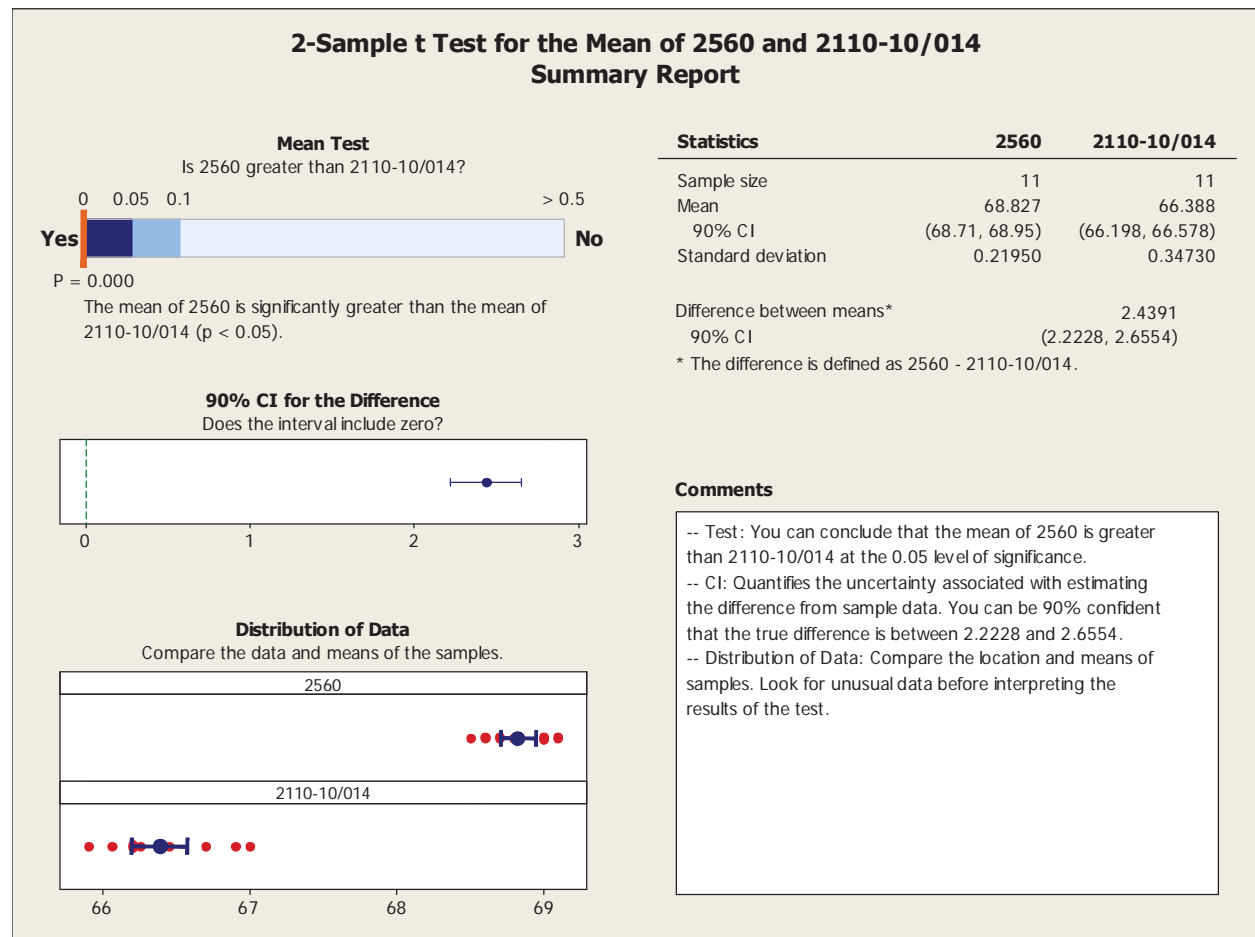 2-Sample t Test for the Mean of 2560 and 2110-10/014
Summary Report
Mean Test
Is 2560 greater than 2110-10/014?
0 0.05 0.1 > 0.5
Yes No
P = 0.000
The mean of 2560 is significantly greater than the mean of
2110-10/014 (p < 0.05).
90% CI for the Difference
Does the interval include zero?
0 1 2 3
Distribution of Data
Compare the data and means of the samples.
2560
2110-10/014
66 67 68 69
Statistics 2560 2110-10/014
Sample size 11 11
Mean 68.827 66.388
90% CI (68.71, 68.95) (66.198, 66.578)
Standard deviation 0.21950 0.34730
Difference between means* 2.4391
90% CI (2.2228, 2.6554)
* The difference is defined as 2560 - 2110-10/014.
Comments
-- Test: You can conclude that the mean of 2560 is greater
than 2110-10/014 at the 0.05 level of significance.
-- CI: Quantifies the uncertainty associated with estimating
the difference from sample data. You can be 90% confident
that the true difference is between 2.2228 and 2.6554.
-- Distribution of Data: Compare the location and means of
samples. Look for unusual data before interpreting the
results of the test.